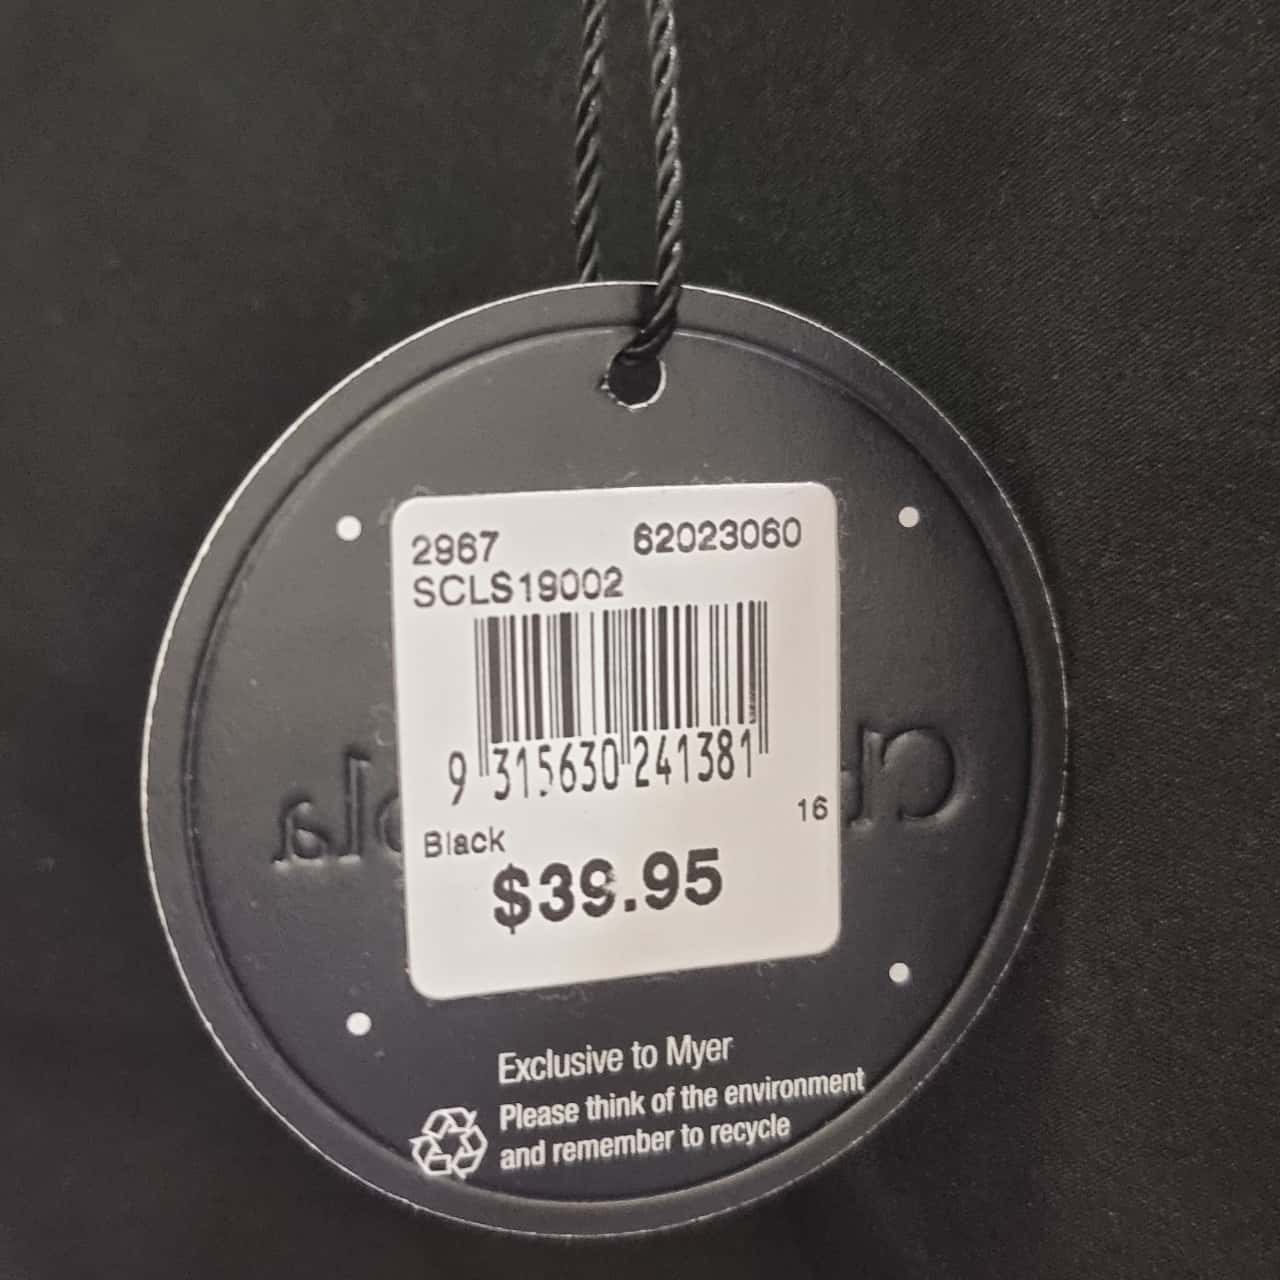 2967 62023060
SCLS19002
9 315630 241381
16
Black
$39.95
Exclusive to Myer
Please think of the environment
and remember to recycle